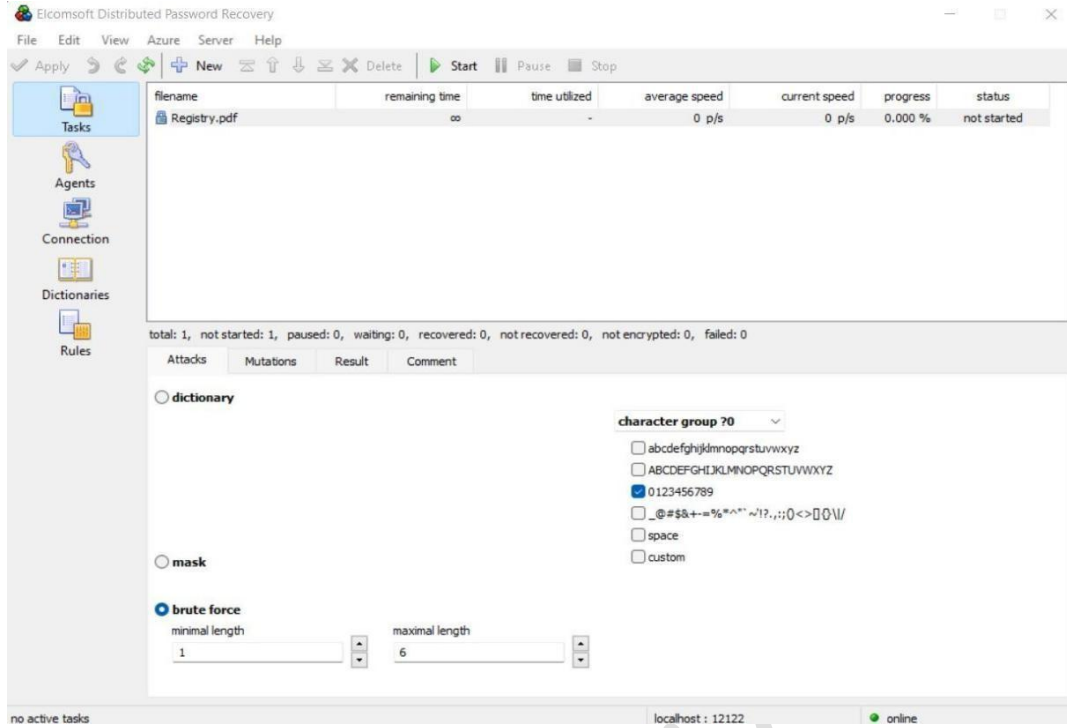 Elcomsoft Distributed Password Recovery
File Edit View Azure Server Help
Apply New Delete Start Pause Stop
Tasks
Agents
Connection
Dictionaries
Rules
filename remaining time time utilized average speed current speed progress status
Registry.pdf ∞ - 0 p/s 0 p/s 0.000 % not started
total: 1, not started: 1, paused: 0, waiting: 0, recovered: 0, not recovered: 0, not encrypted: 0, failed: 0
Attacks Mutations Result Comment
dictionary
character group ?0
abcdefghijklmnopqrstuvwxyz
ABCDEFGHIJKLMNOPQRSTUVWXYZ
0123456789
_@#$&+-=%*^"`~'!?.,:;()<>[]{}\|/
space
custom
mask
brute force
minimal length maximal length
1 6
no active tasks localhost : 12122 online